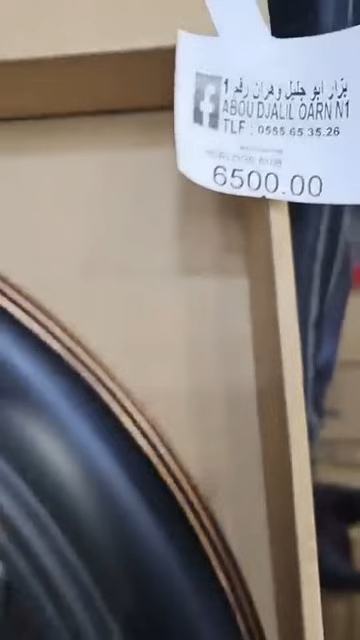 بزار ابو جليل وهران رقم 1
f ABOU DJALIL OARN N1
TLF : 0555.65.35.26
6500.00